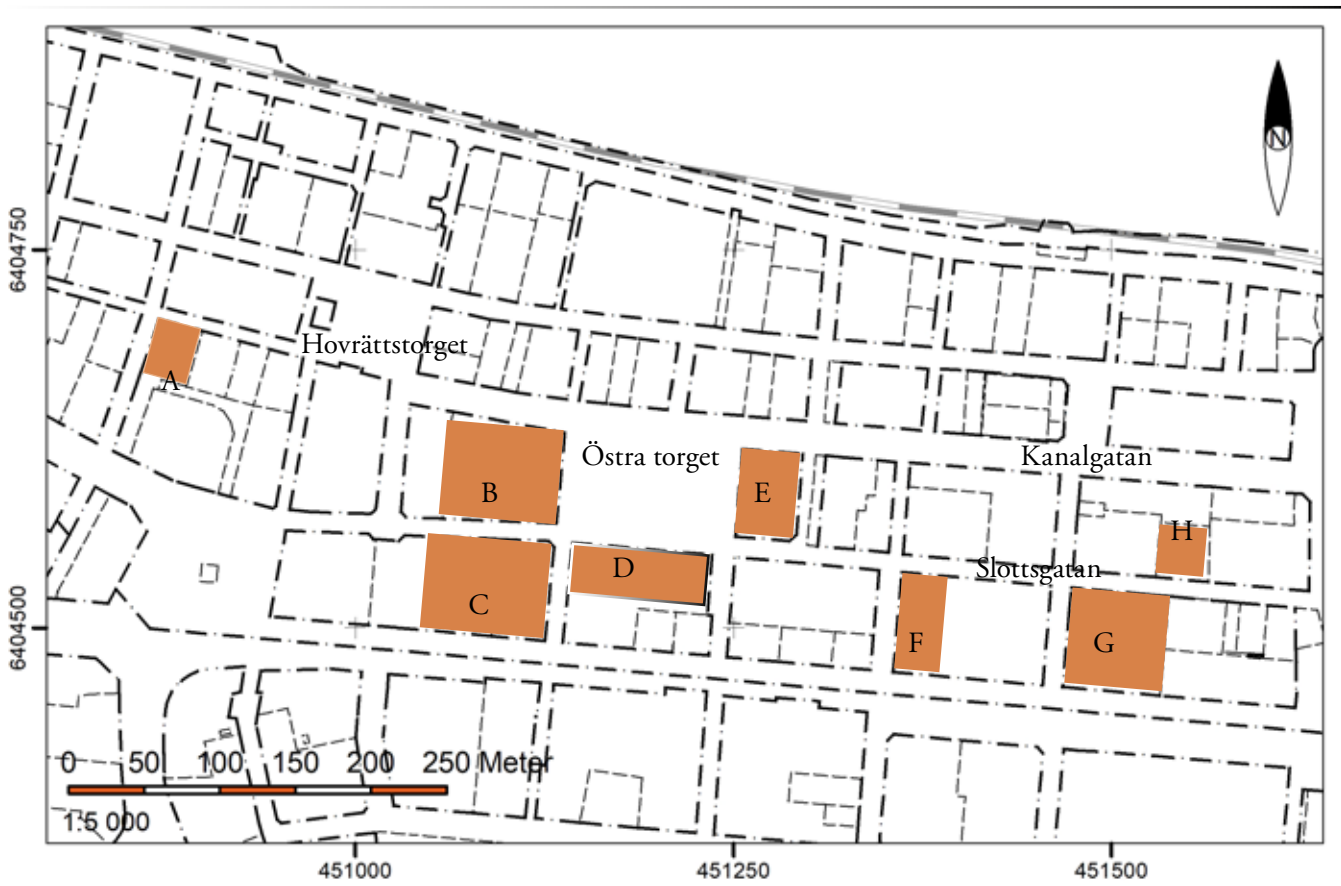 N
6404750
Hovrättstorget
A
Östra torget
Kanalgatan
B
E
H
D
Slottsgatan
C
F
G
6404500
0 50 100 150 200 250 Meter
1:5 000
451000
451250
451500